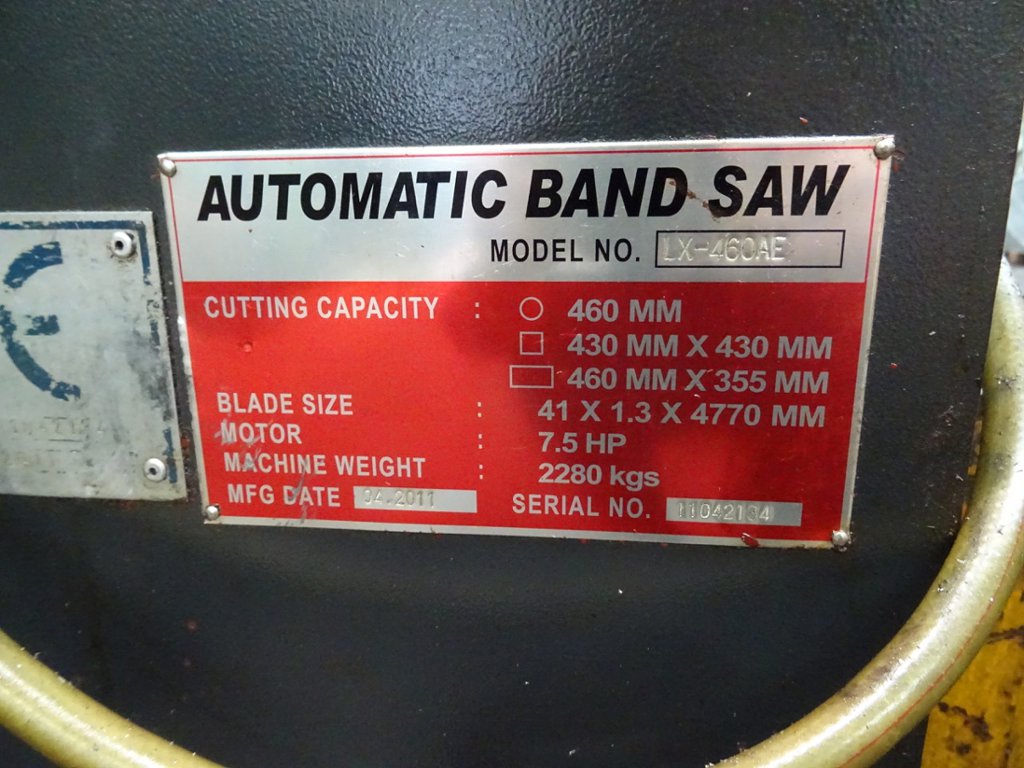 AUTOMATIC BAND SAW
MODEL NO. LX-460AE
CUTTING CAPACITY : 460 MM
430 MM X 430 MM
460 MM X 355 MM
BLADE SIZE : 41 X 1.3 X 4770 MM
MOTOR : 7.5 HP
MACHINE WEIGHT : 2280 kgs
MFG DATE 04.2011 SERIAL NO. 11042134
CE